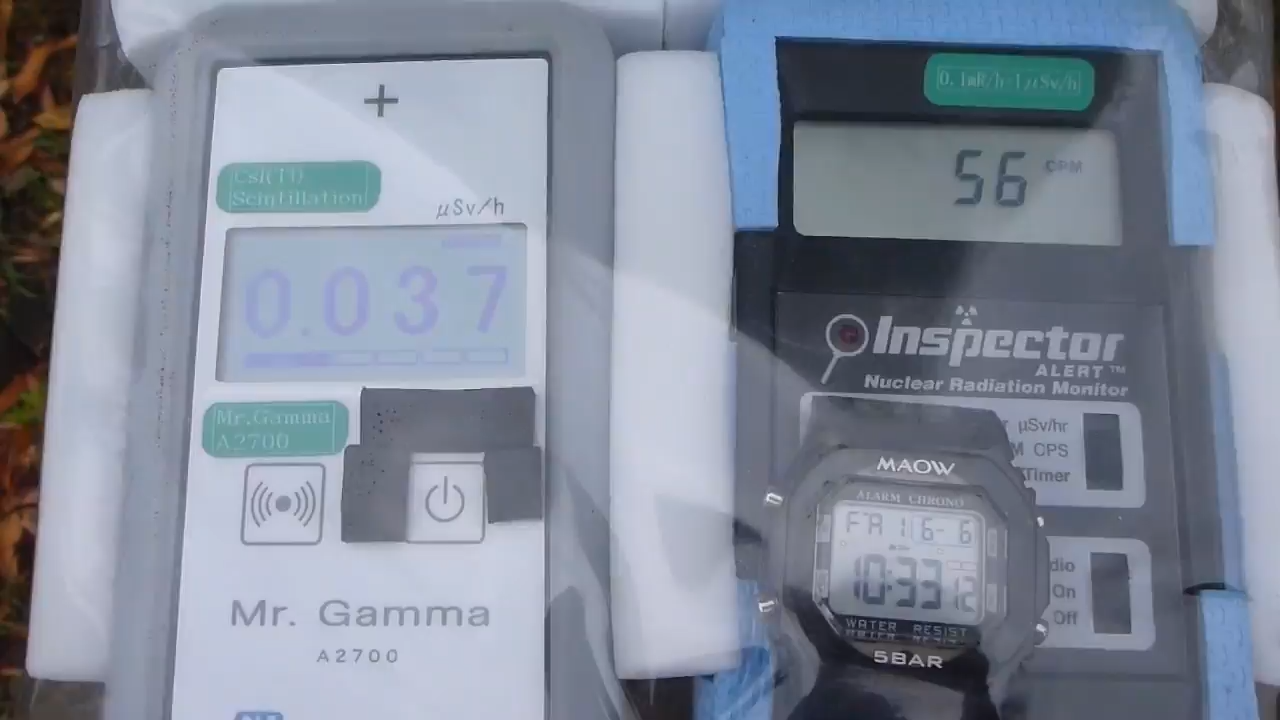 +
CsI(Tl)
Scintillation
μSv/h
0.037
Mr.Gamma
A2700
Mr. Gamma
A2700
0.1mR/h 1μSv/h
56 CPM
Inspector
ALERT™
Nuclear Radiation Monitor
μSv/hr
CPS
Timer
On
Off
MAOW
ALARM CHRONO
FRI 6-6
10:33 12
WATER RESIST
5BAR